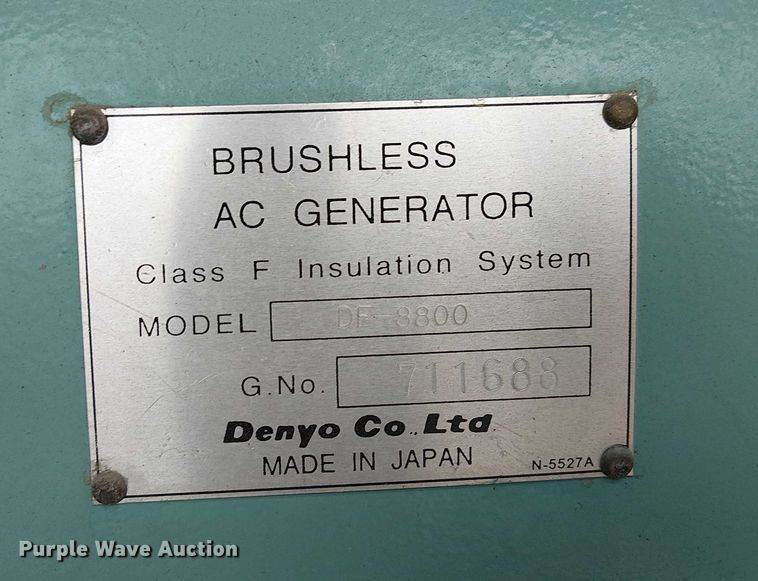 BRUSHLESS
AC GENERATOR
Class F Insulation System
MODEL DF-8800
G.No. 711688
Denyo Co., Ltd.
MADE IN JAPAN
N-5527A
Purple Wave Auction